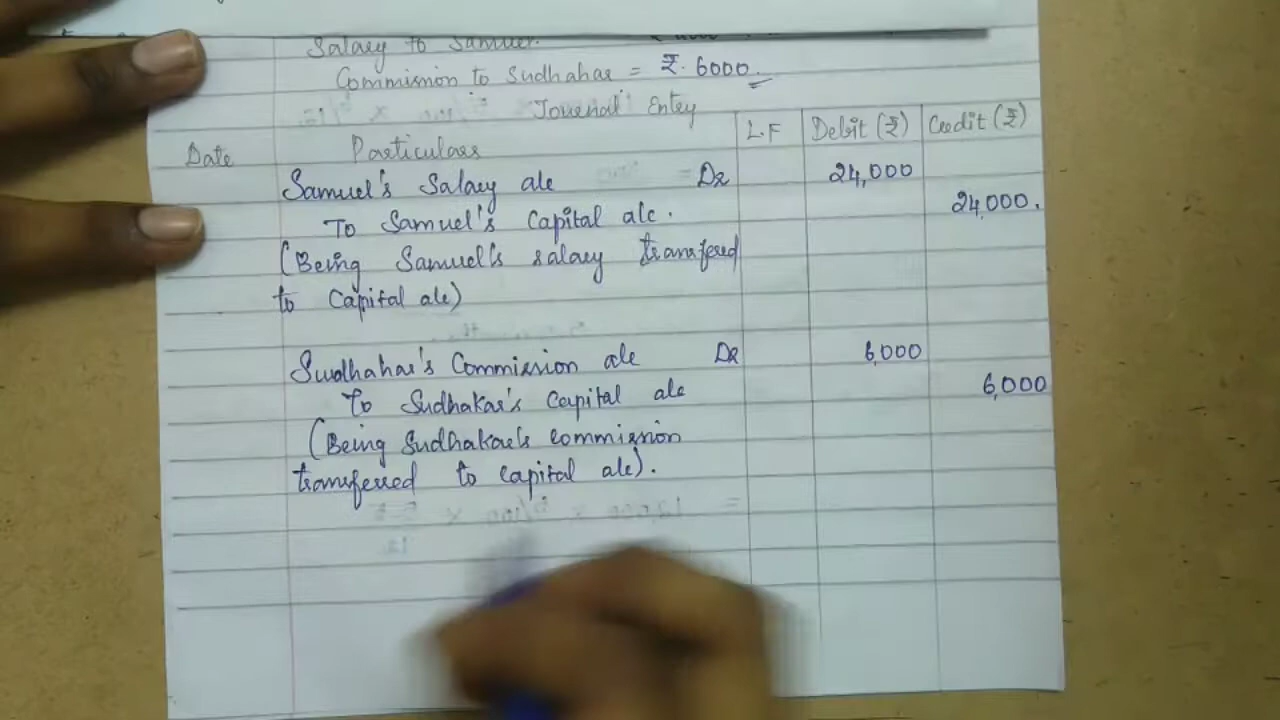 Salary to Samuel.
Commission to Sudhahar = ₹. 6000.
Journal Entry
Date Particulars L.F Debit (₹) Credit (₹)
Samuel's Salary a/c Dr 24,000
To Samuel's Capital a/c. 24,000.
(Being Samuel's salary transfered
to Capital a/c)
Sudhahar's Commission a/c Dr 6,000
To Sudhakar's Capital a/c 6,000
(Being Sudhakar's commission
transferred to capital a/c).